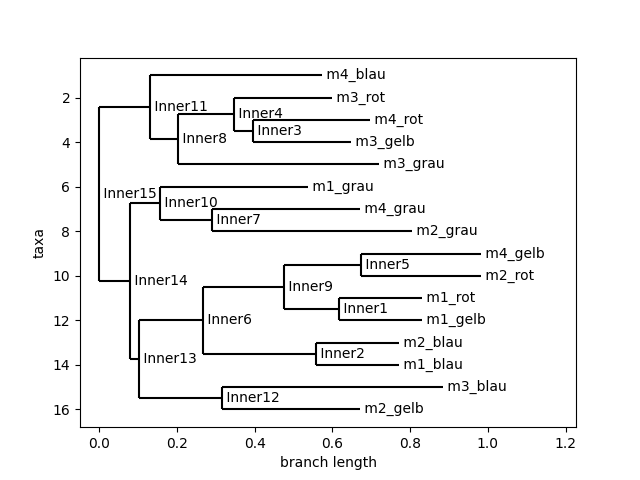 m4_blau
2 m3_rot
Inner11 Inner4
m4_rot
Inner3
4 Inner8 m3_gelb
m3_grau
6 m1_grau
Inner15
Inner10 m4_grau
Inner7
8 m2_grau
taxa
m4_gelb
Inner5
10 Inner14 Inner9 m2_rot
m1_rot
Inner1
12 Inner6 m1_gelb
m2_blau
Inner2
Inner13
14 m1_blau
m3_blau
Inner12
16 m2_gelb
0.0 0.2 0.4 0.6 0.8 1.0 1.2
branch length